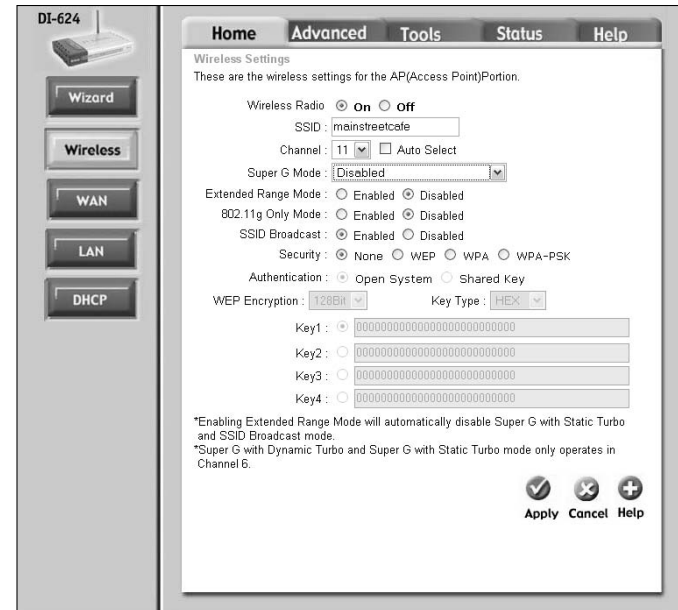 DI-624
Home Advanced Tools Status Help
Wizard
Wireless
WAN
LAN
DHCP
Wireless Settings
These are the wireless settings for the AP(Access Point)Portion.
Wireless Radio On Off
SSID : mainstreetcafe
Channel : 11 Auto Select
Super G Mode : Disabled
Extended Range Mode : Enabled Disabled
802.11g Only Mode : Enabled Disabled
SSID Broadcast : Enabled Disabled
Security : None WEP WPA WPA-PSK
Authentication : Open System Shared Key
WEP Encryption : 128Bit Key Type : HEX
Key1 : 00000000000000000000000000
Key2 : 00000000000000000000000000
Key3 : 00000000000000000000000000
Key4 : 00000000000000000000000000
*Enabling Extended Range Mode will automatically disable Super G with Static Turbo
and SSID Broadcast mode.
*Super G with Dynamic Turbo and Super G with Static Turbo mode only operates in
Channel 6.
Apply Cancel Help